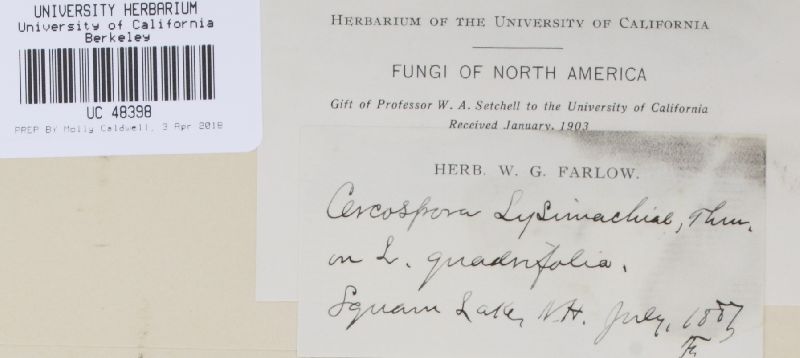 UNIVERSITY HERBARIUM
University of California
Berkeley
UC 48398
PREP BY Molly Caldwell, 3 Apr 2018
HERBARIUM OF THE UNIVERSITY OF CALIFORNIA
FUNGI OF NORTH AMERICA
Gift of Professor W. A. Setchell to the University of California
Received January, 1903
HERB. W. G. FARLOW.
Cercospora Lysimachiae, Thüm.
on L. quadrifolia.
Squam Lake, N.H. July, 1887